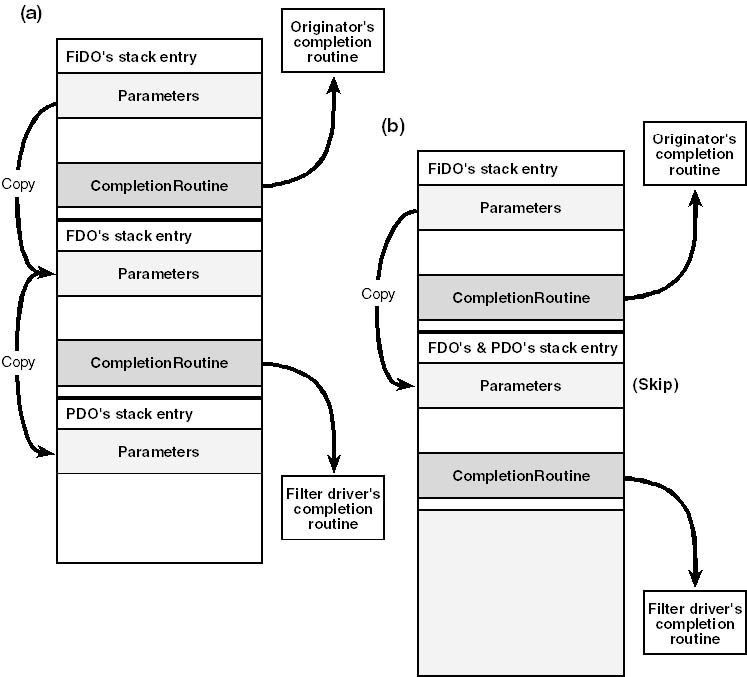 (a)
FiDO's stack entry
Parameters
CompletionRoutine
FDO's stack entry
Parameters
CompletionRoutine
PDO's stack entry
Parameters
Copy
Copy
Originator's
completion
routine
Filter driver's
completion
routine
(b)
FiDO's stack entry
Parameters
CompletionRoutine
FDO's & PDO's stack entry
Parameters
(Skip)
CompletionRoutine
Copy
Originator's
completion
routine
Filter driver's
completion
routine